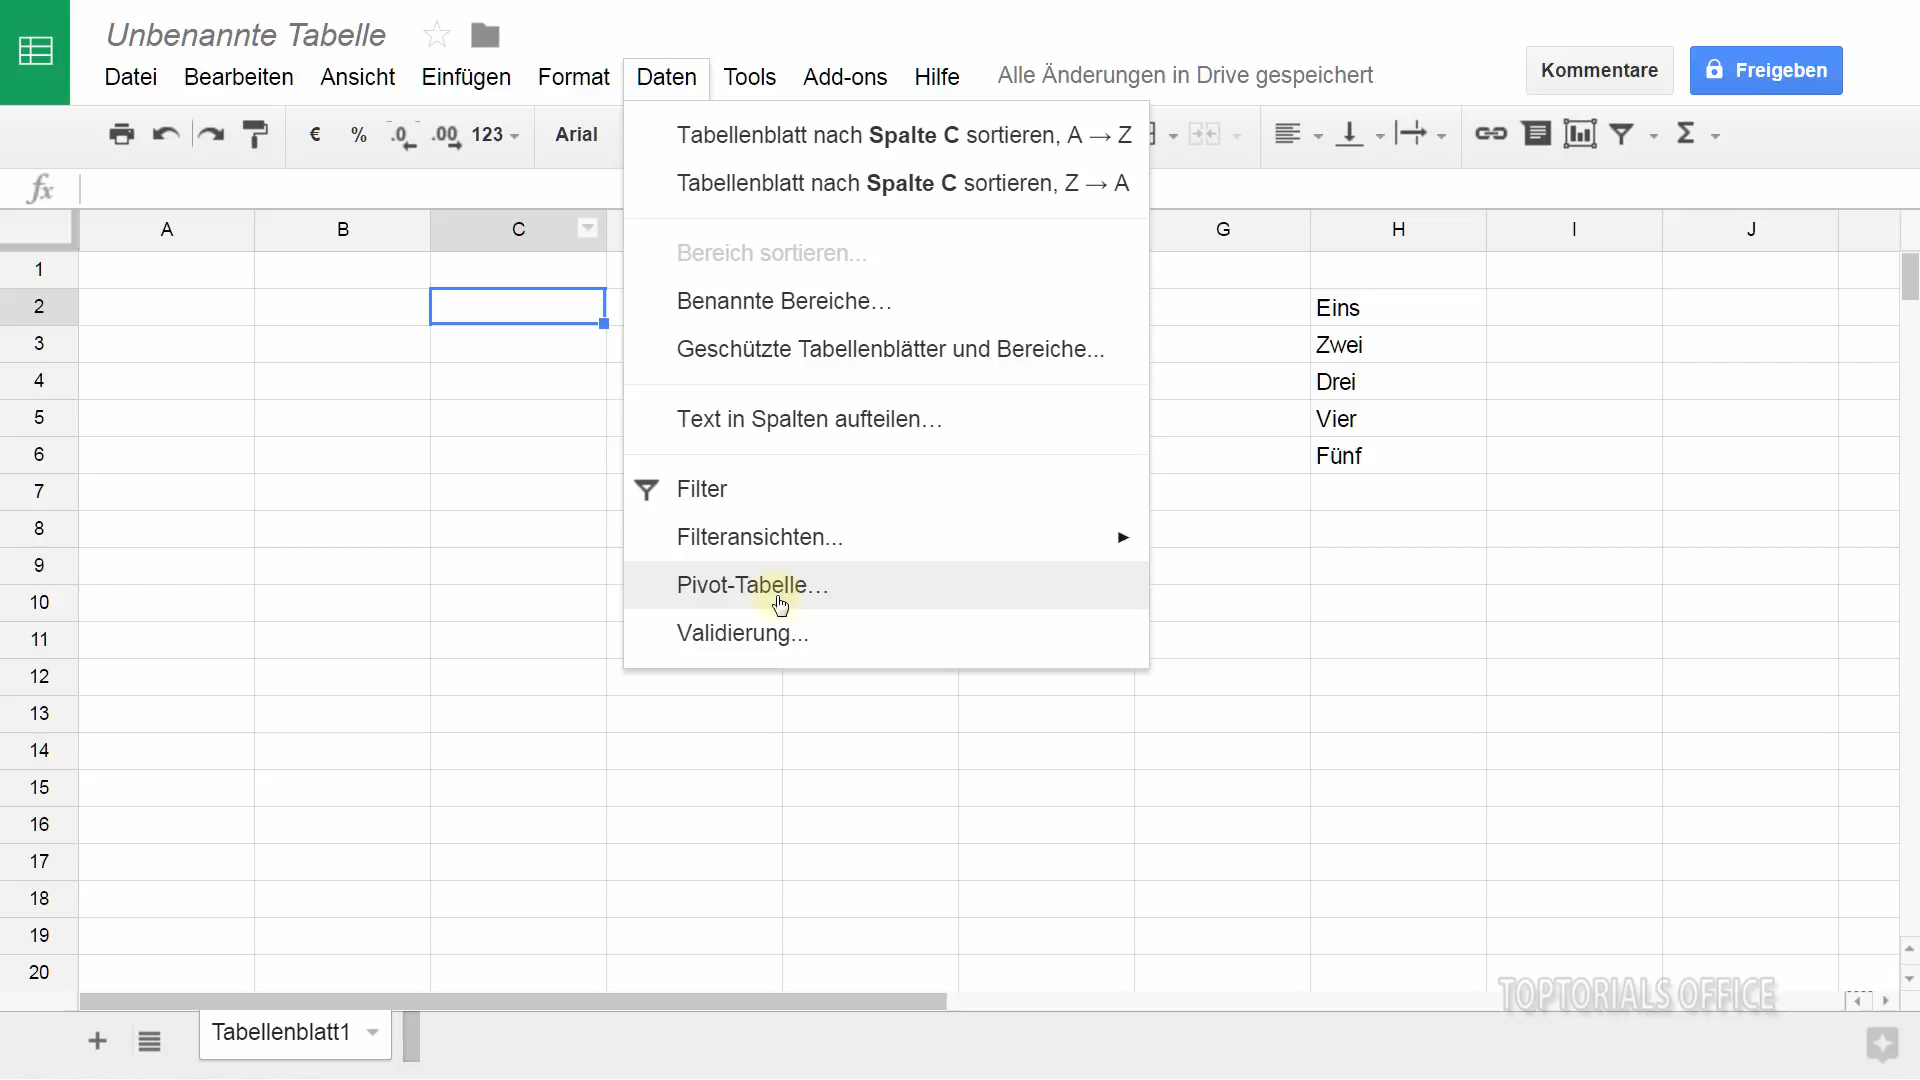 Unbenannte Tabelle
Datei Bearbeiten Ansicht Einfügen Format Daten Tools Add-ons Hilfe Alle Änderungen in Drive gespeichert
Kommentare
Freigeben
€ % .0 .00 123 Arial Σ
fx
Tabellenblatt nach Spalte C sortieren, A → Z
Tabellenblatt nach Spalte C sortieren, Z → A
Bereich sortieren...
Benannte Bereiche…
Geschützte Tabellenblätter und Bereiche...
Text in Spalten aufteilen…
Filter
Filteransichten...
Pivot-Tabelle…
Validierung...
A B C G H I J
1
2 Eins
3 Zwei
4 Drei
5 Vier
6 Fünf
7
8
9
10
11
12
13
14
15
16
17
18
19
20
TOPTORIALS OFFICE
Tabellenblatt1